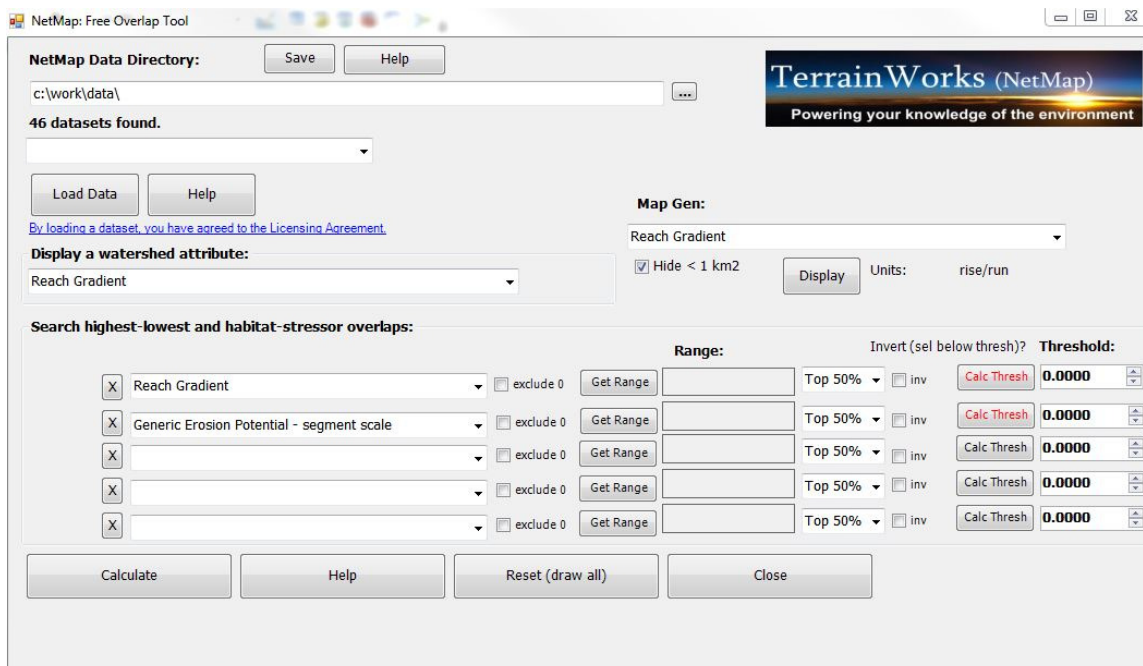 NetMap: Free Overlap Tool
NetMap Data Directory:
Save
Help
c:\work\data\
...
46 datasets found.
TerrainWorks (NetMap)
Powering your knowledge of the environment
Load Data
Help
By loading a dataset, you have agreed to the Licensing Agreement.
Map Gen:
Reach Gradient
Hide < 1 km2
Display
Units:
rise/run
Display a watershed attribute:
Reach Gradient
Search highest-lowest and habitat-stressor overlaps:
Range:
Invert (sel below thresh)?
Threshold:
X Reach Gradient exclude 0 Get Range Top 50% inv Calc Thresh 0.0000
X Generic Erosion Potential - segment scale exclude 0 Get Range Top 50% inv Calc Thresh 0.0000
X exclude 0 Get Range Top 50% inv Calc Thresh 0.0000
X exclude 0 Get Range Top 50% inv Calc Thresh 0.0000
X exclude 0 Get Range Top 50% inv Calc Thresh 0.0000
Calculate
Help
Reset (draw all)
Close